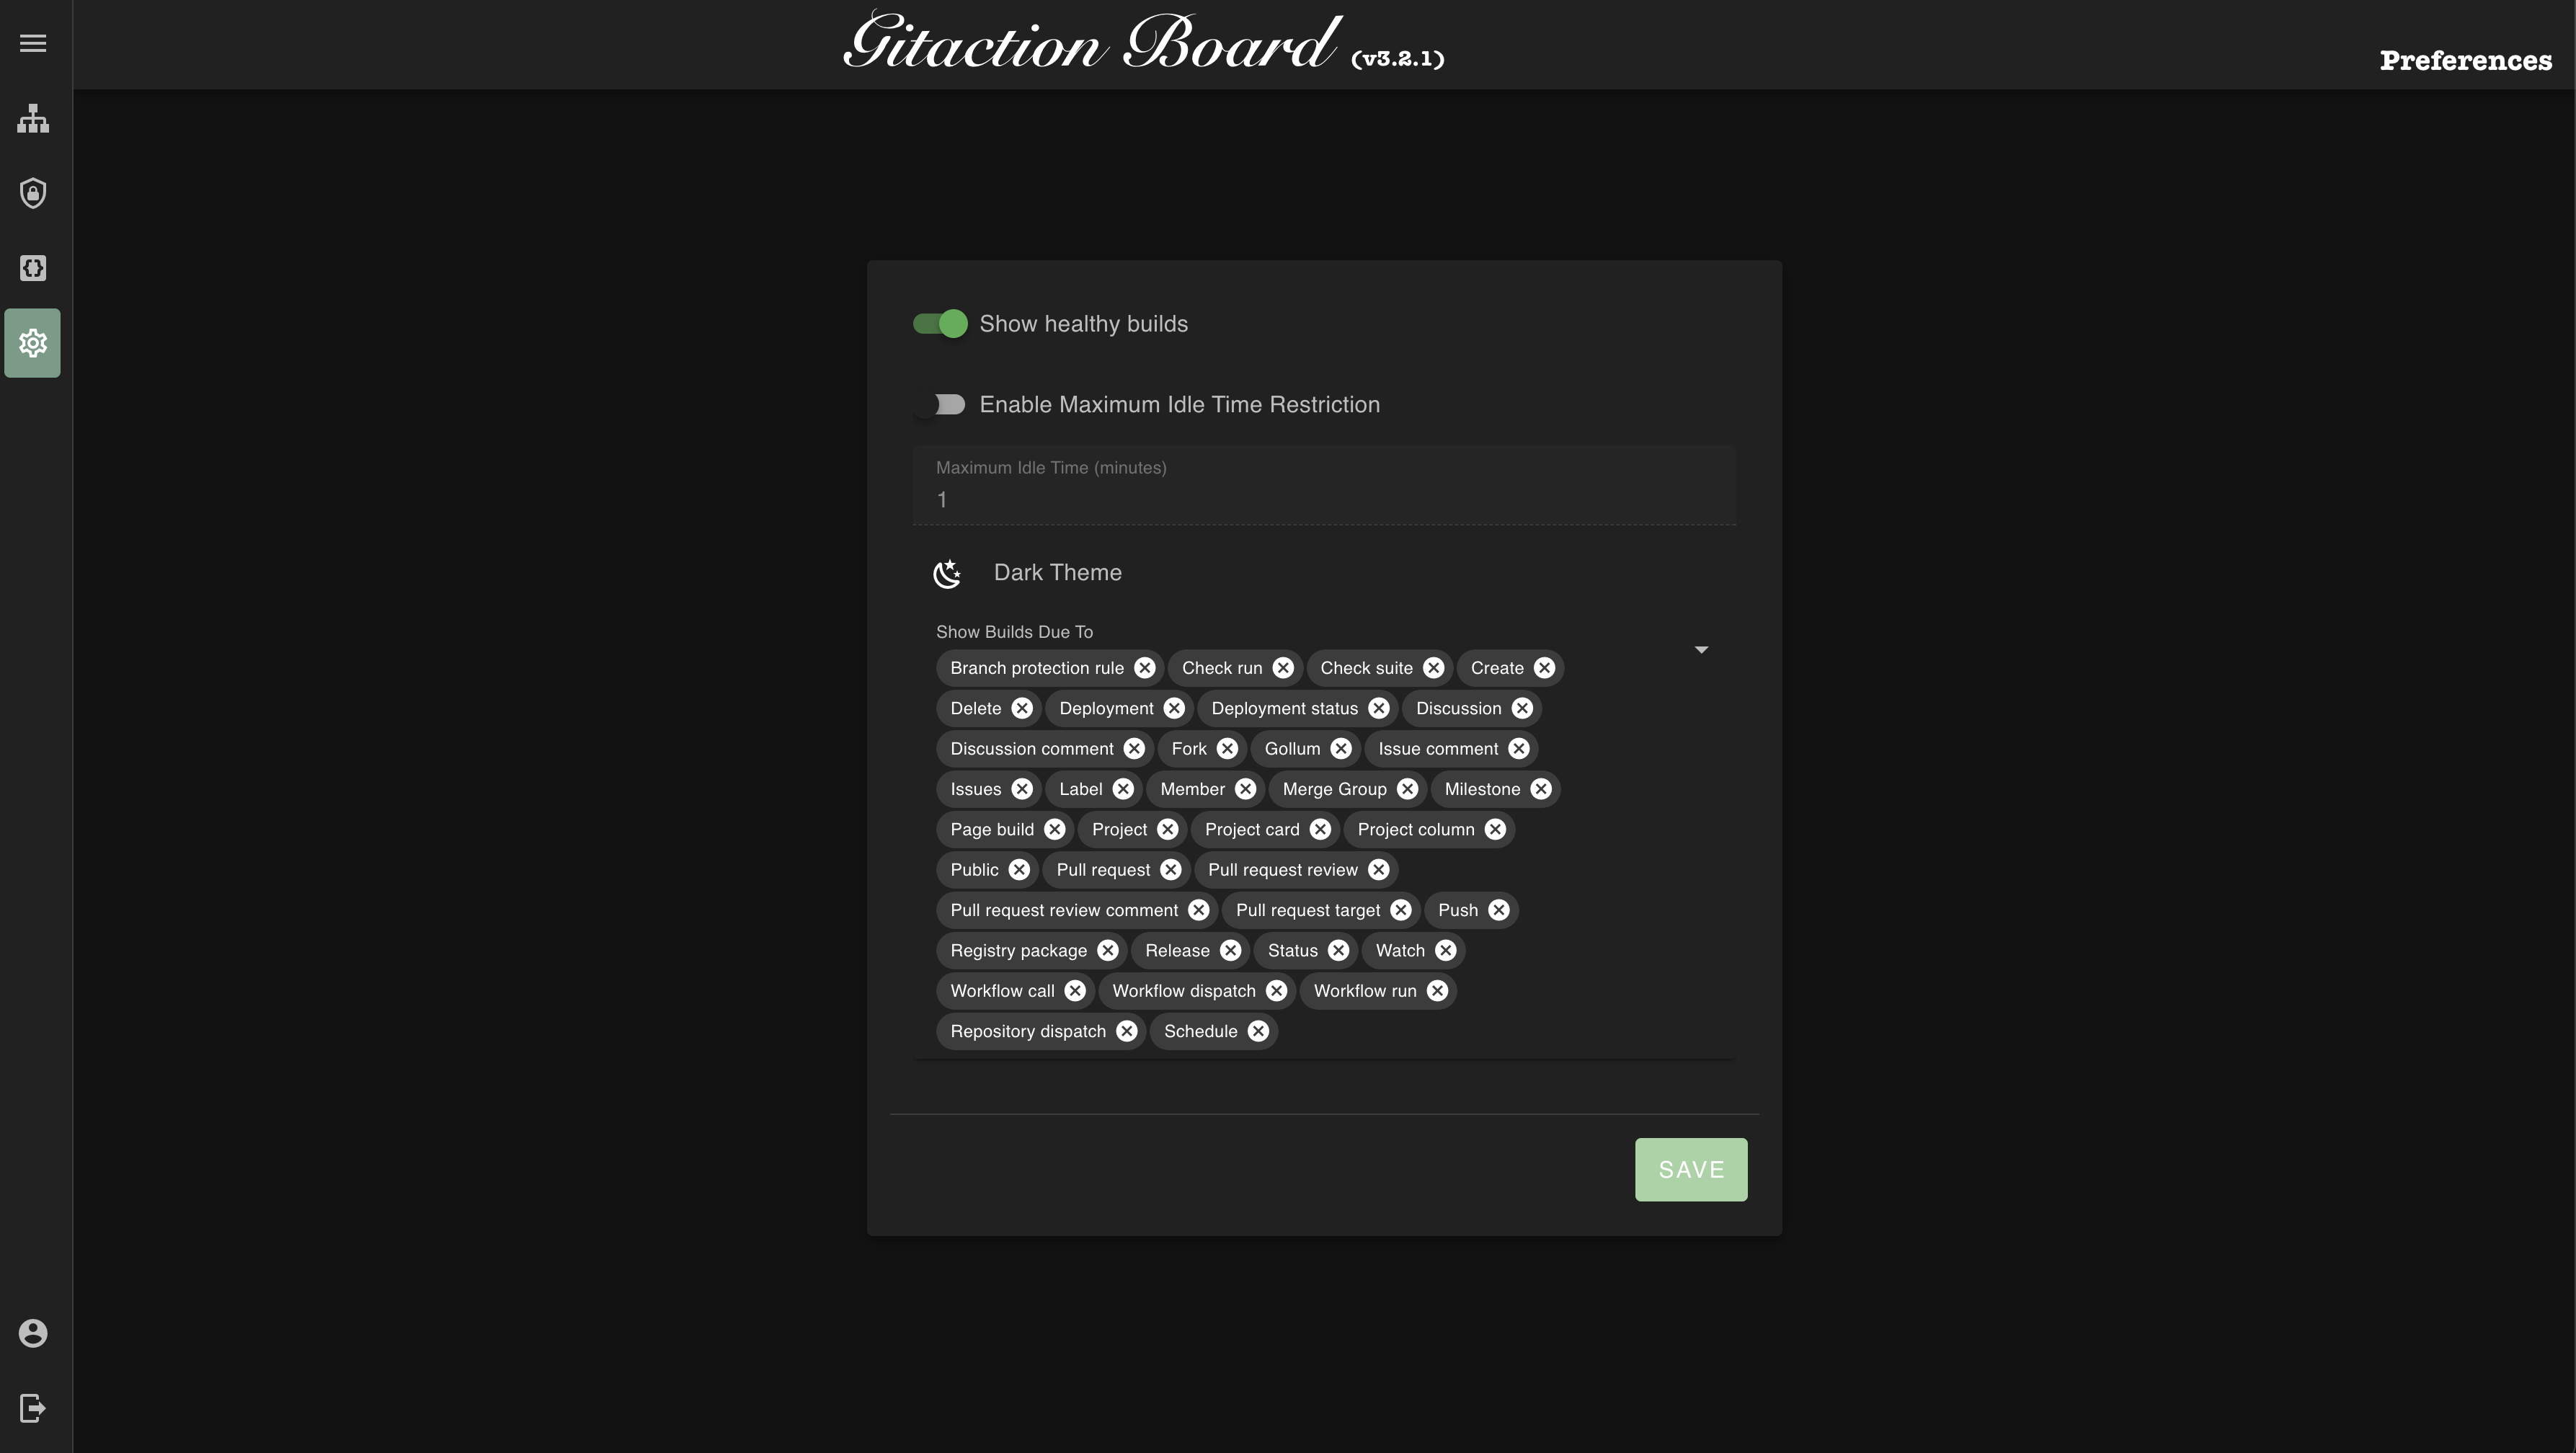 Gitaction Board (v3.2.1)
Preferences
Show healthy builds
Enable Maximum Idle Time Restriction
Maximum Idle Time (minutes)
1
Dark Theme
Show Builds Due To
Branch protection rule Check run Check suite Create
Delete Deployment Deployment status Discussion
Discussion comment Fork Gollum Issue comment
Issues Label Member Merge Group Milestone
Page build Project Project card Project column
Public Pull request Pull request review
Pull request review comment Pull request target Push
Registry package Release Status Watch
Workflow call Workflow dispatch Workflow run
Repository dispatch Schedule
SAVE